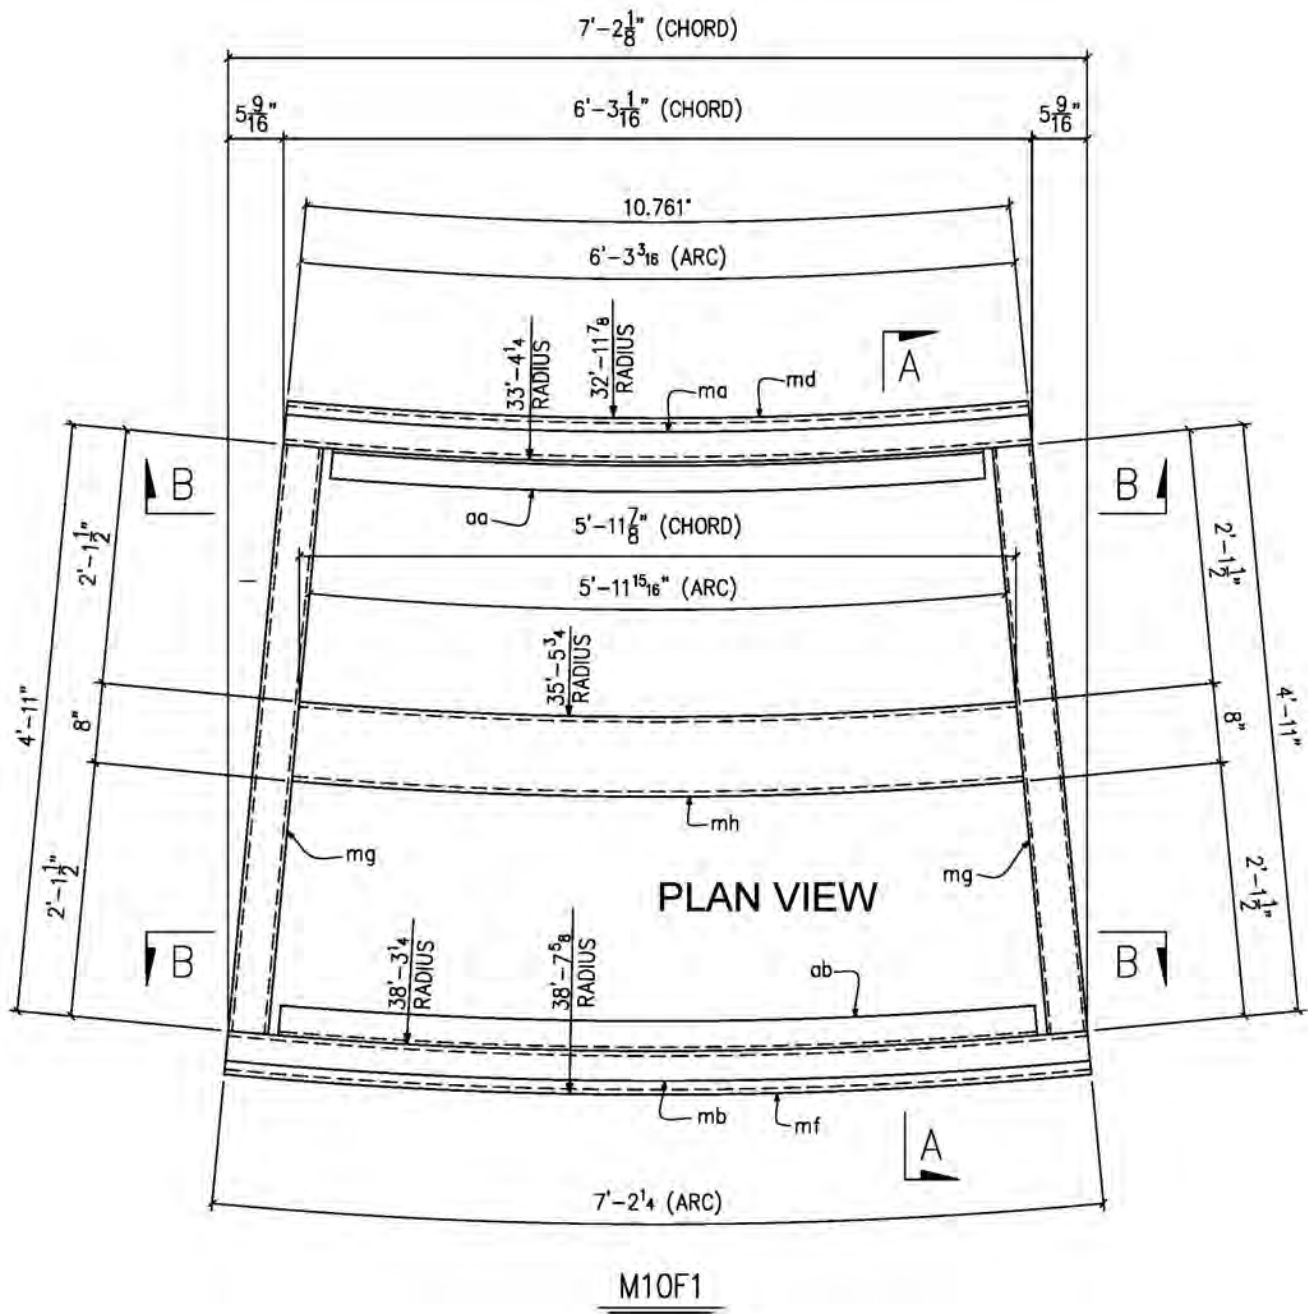 7'-2 1/8" (CHORD)
5 9/16"
6'-3 1/16" (CHORD)
5 9/16"
10.761°
6'-3 3/16 (ARC)
33'-4 1/4
RADIUS
32'-11 7/8
RADIUS
A
ma
md
B
B
aa
5'-11 7/8" (CHORD)
2'-1 1/2"
2'-1 1/2"
5'-11 15/16" (ARC)
35'-5 3/4
RADIUS
4'-11"
8"
8"
4'-11"
mh
mg
mg
2'-1 1/2"
2'-1 1/2"
PLAN VIEW
38'-3 1/4
RADIUS
38'-7 5/8
RADIUS
ab
B
B
mb
mf
A
7'-2 1/4 (ARC)
M10F1